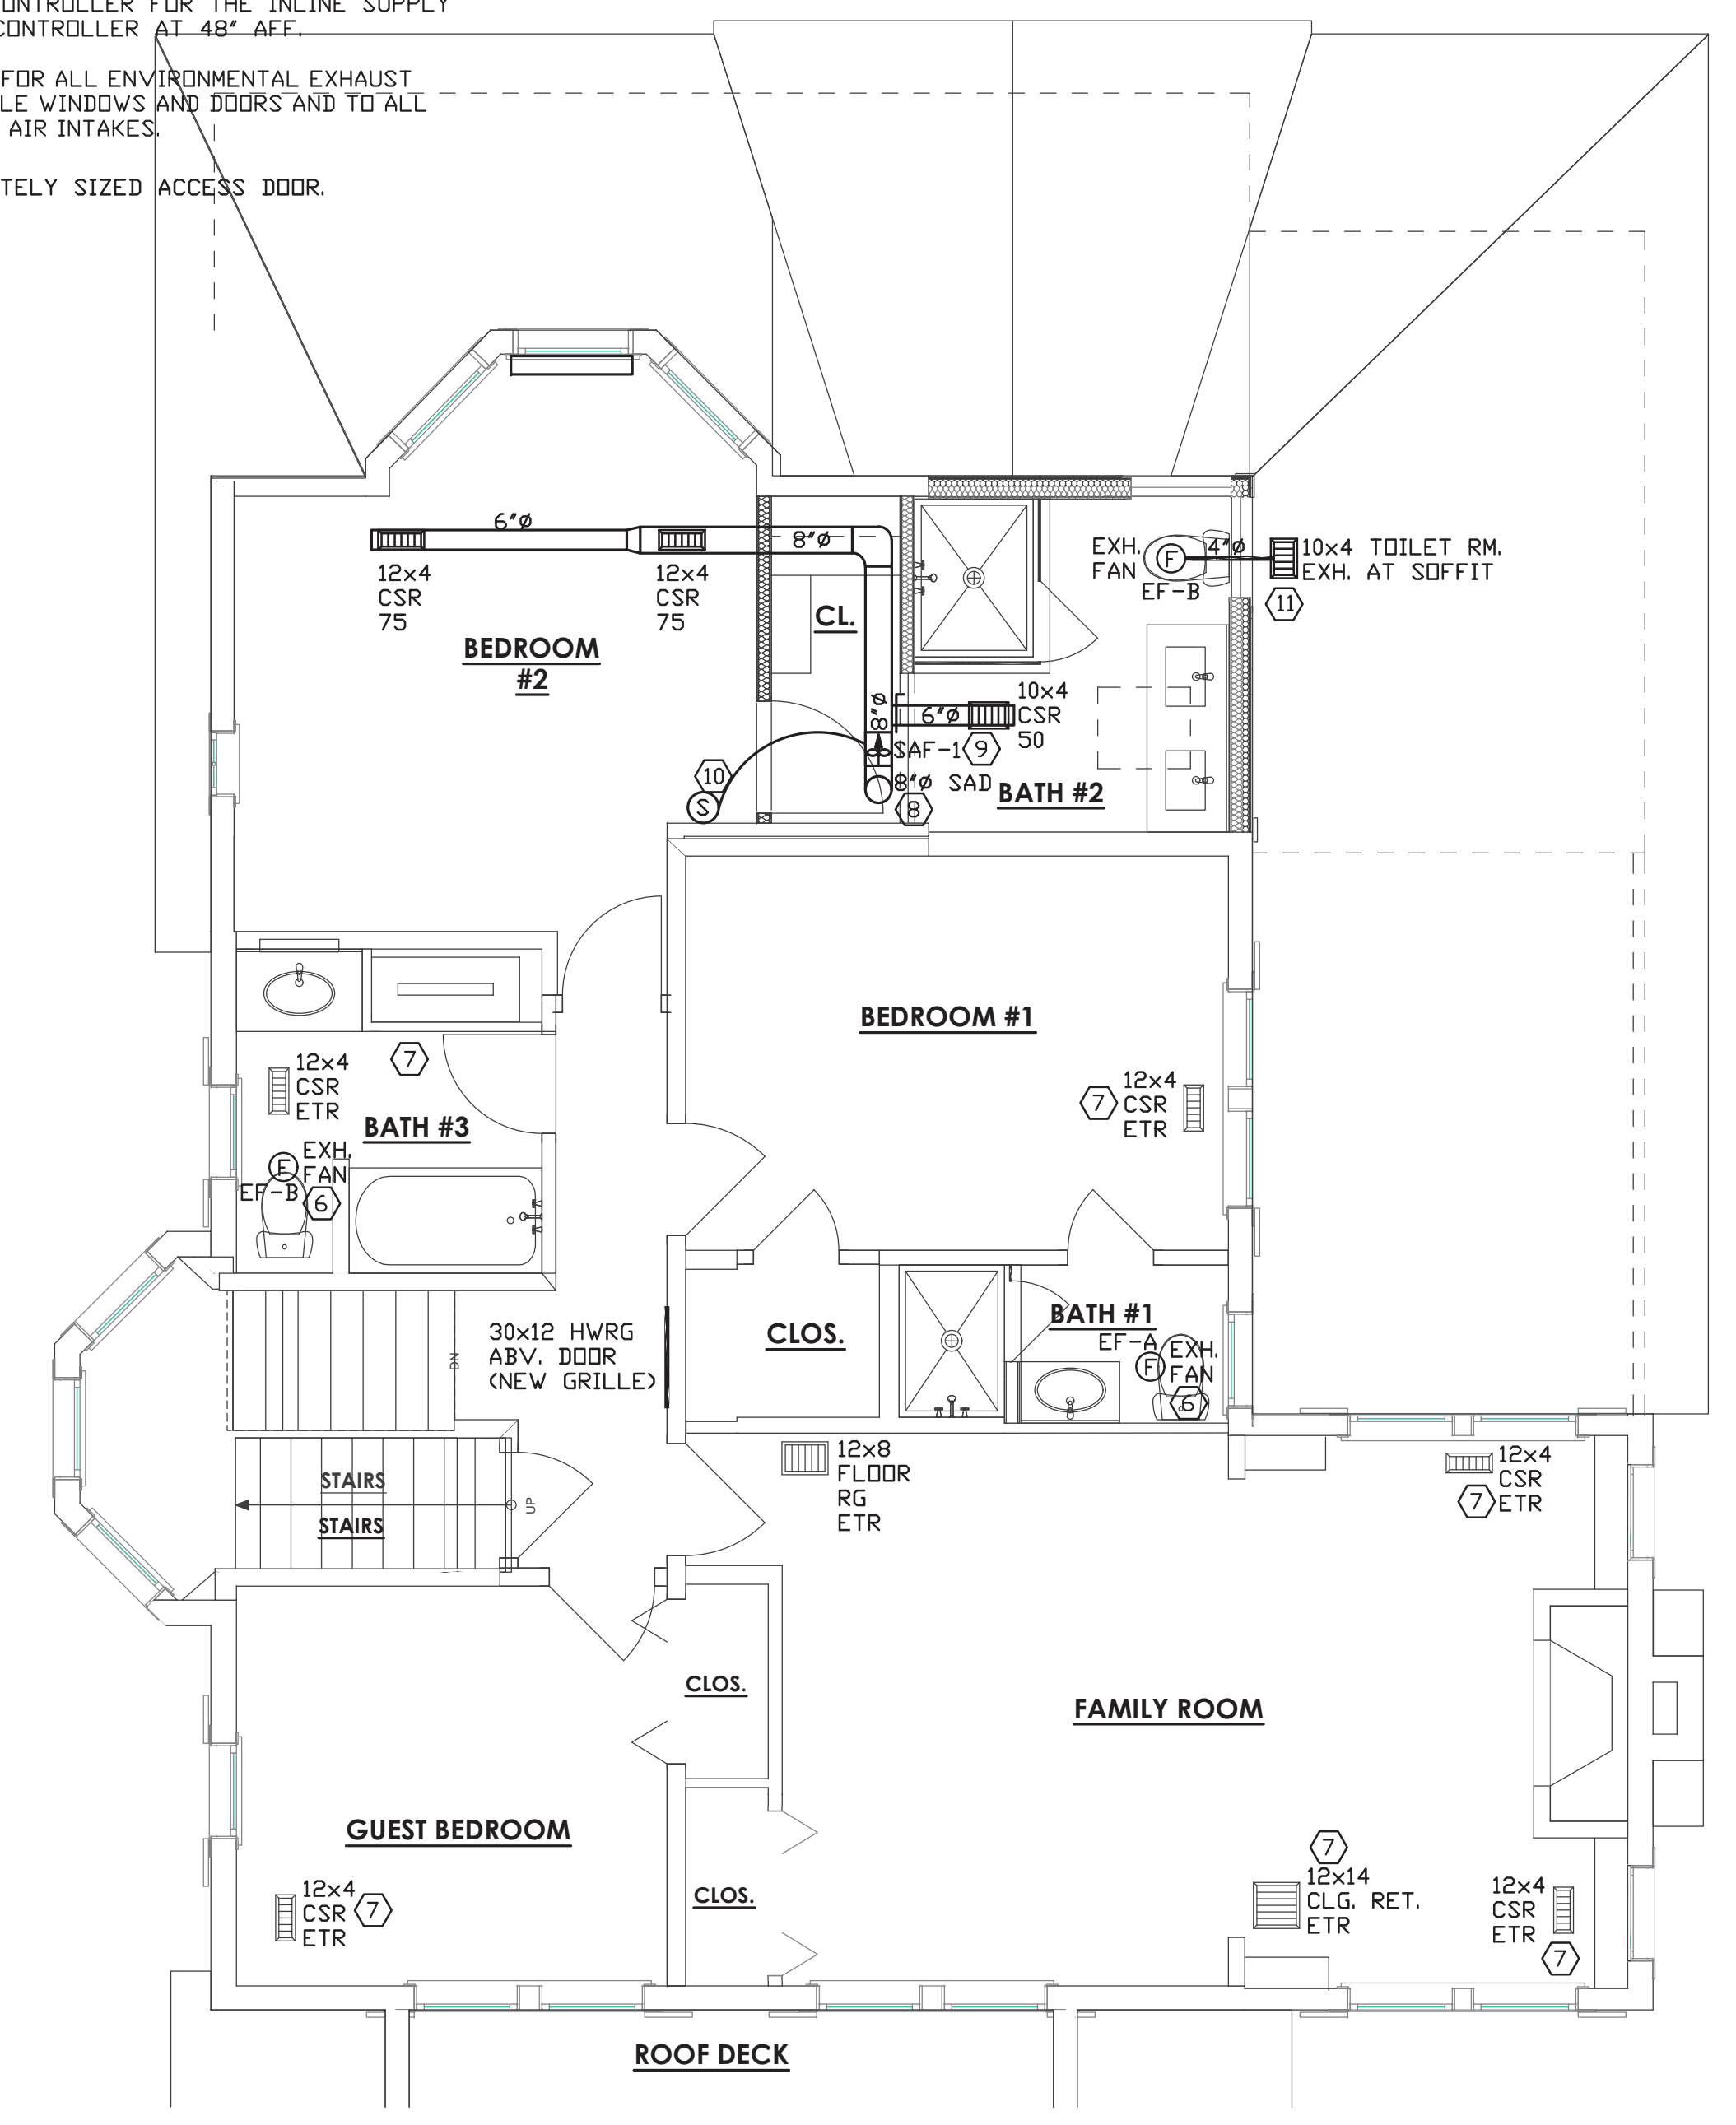 ONTROLLER FOR THE INLINE SUPPLY
CONTROLLER AT 48" AFF.
FOR ALL ENVIRONMENTAL EXHAUST
LE WINDOWS AND DOORS AND TO ALL
AIR INTAKES.
TELY SIZED ACCESS DOOR.
6"ø
8"ø
12x4
CSR
75
12x4
CSR
75
BEDROOM
#2
CL.
EXH.
FAN
F
4"ø
EF-B
10x4 TOILET RM.
EXH. AT SOFFIT
11
8"ø
6"ø
10x4
CSR
50
SAF-1
9
10
S
8"ø SAD
8
BATH #2
BEDROOM #1
7
12x4
CSR
ETR
12x4
CSR
ETR
7
BATH #3
EXH.
FAN
F
EF-B
6
30x12 HWRG
ABV. DOOR
(NEW GRILLE)
DN
CLOS.
BATH #1
EF-A
F
EXH.
FAN
6
STAIRS
STAIRS
UP
12x8
FLOOR
RG
ETR
12x4
CSR
ETR
7
CLOS.
FAMILY ROOM
GUEST BEDROOM
12x4
CSR
ETR
7
CLOS.
7
12x14
CLG. RET.
ETR
12x4
CSR
ETR
7
ROOF DECK